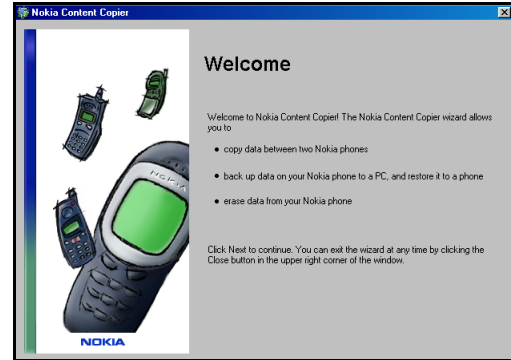 Nokia Content Copier
Welcome
Welcome to Nokia Content Copier! The Nokia Content Copier wizard allows
you to
• copy data between two Nokia phones
• back up data on your Nokia phone to a PC, and restore it to a phone
• erase data from your Nokia phone
Click Next to continue. You can exit the wizard at any time by clicking the
Close button in the upper right corner of the window.
NOKIA
NOKIA